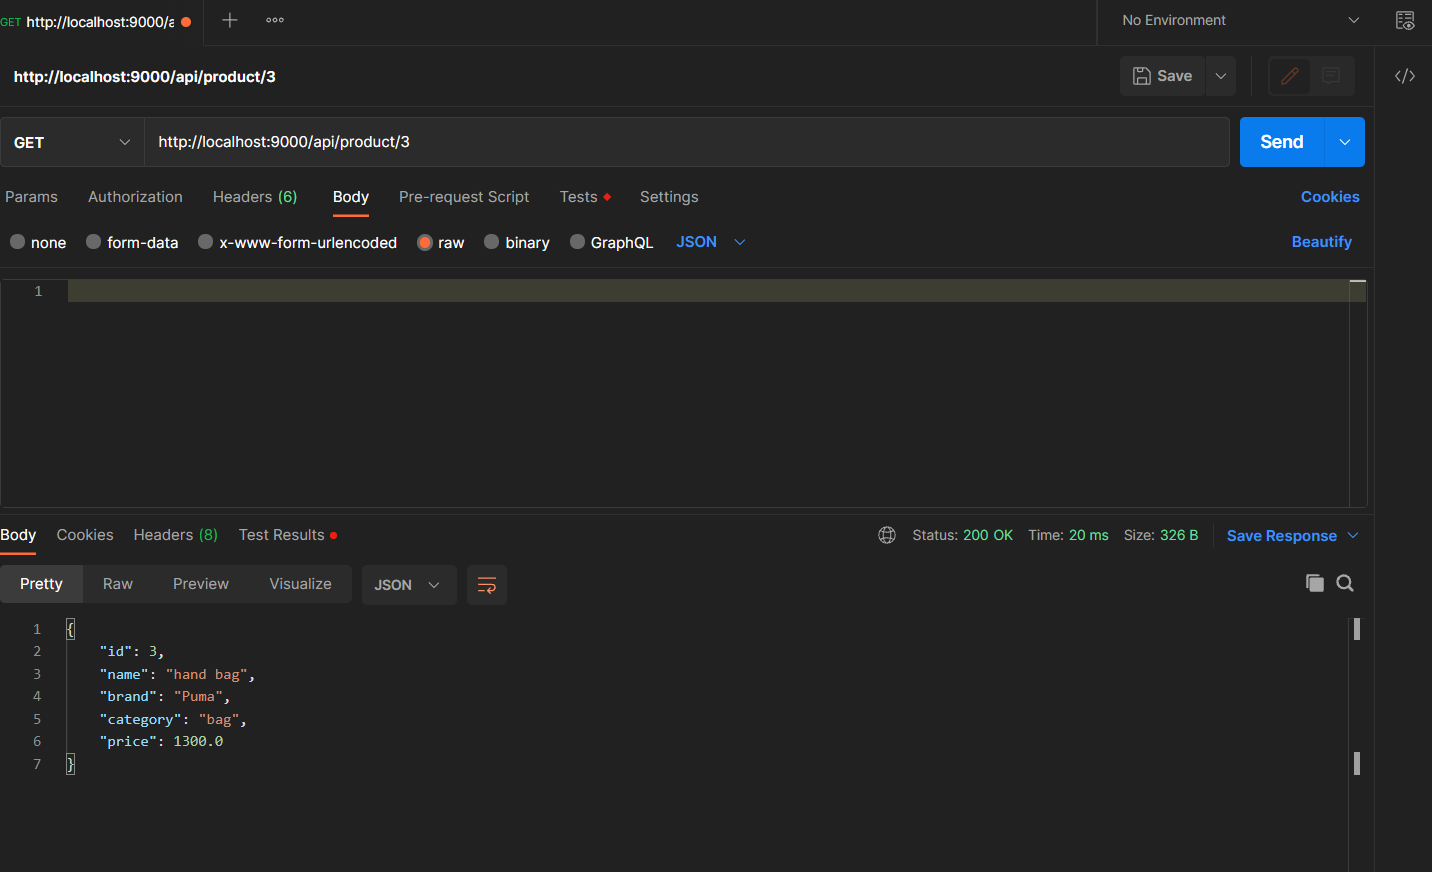 GET http://localhost:9000/a
No Environment
http://localhost:9000/api/product/3
Save
GET http://localhost:9000/api/product/3 Send
Params Authorization Headers (6) Body Pre-request Script Tests Settings Cookies
none form-data x-www-form-urlencoded raw binary GraphQL JSON Beautify
1
Body Cookies Headers (8) Test Results Status: 200 OK Time: 20 ms Size: 326 B Save Response
Pretty Raw Preview Visualize JSON
1 {
2 "id": 3,
3 "name": "hand bag",
4 "brand": "Puma",
5 "category": "bag",
6 "price": 1300.0
7 }